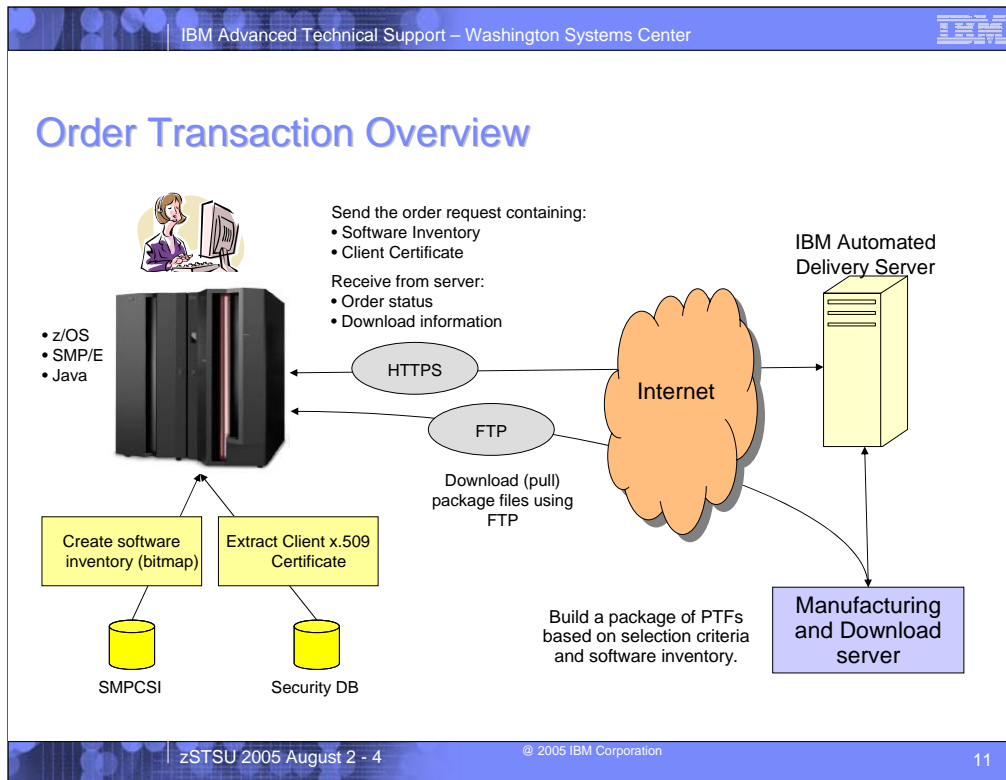 IBM Advanced Technical Support – Washington Systems Center
IBM
Order Transaction Overview
Send the order request containing:
• Software Inventory
• Client Certificate
Receive from server:
• Order status
• Download information
IBM Automated
Delivery Server
• z/OS
• SMP/E
• Java
HTTPS
Internet
FTP
Download (pull)
package files using
FTP
Create software
inventory (bitmap)
Extract Client x.509
Certificate
SMPCSI
Security DB
Build a package of PTFs
based on selection criteria
and software inventory.
Manufacturing
and Download
server
zSTSU 2005 August 2 - 4
@ 2005 IBM Corporation
11